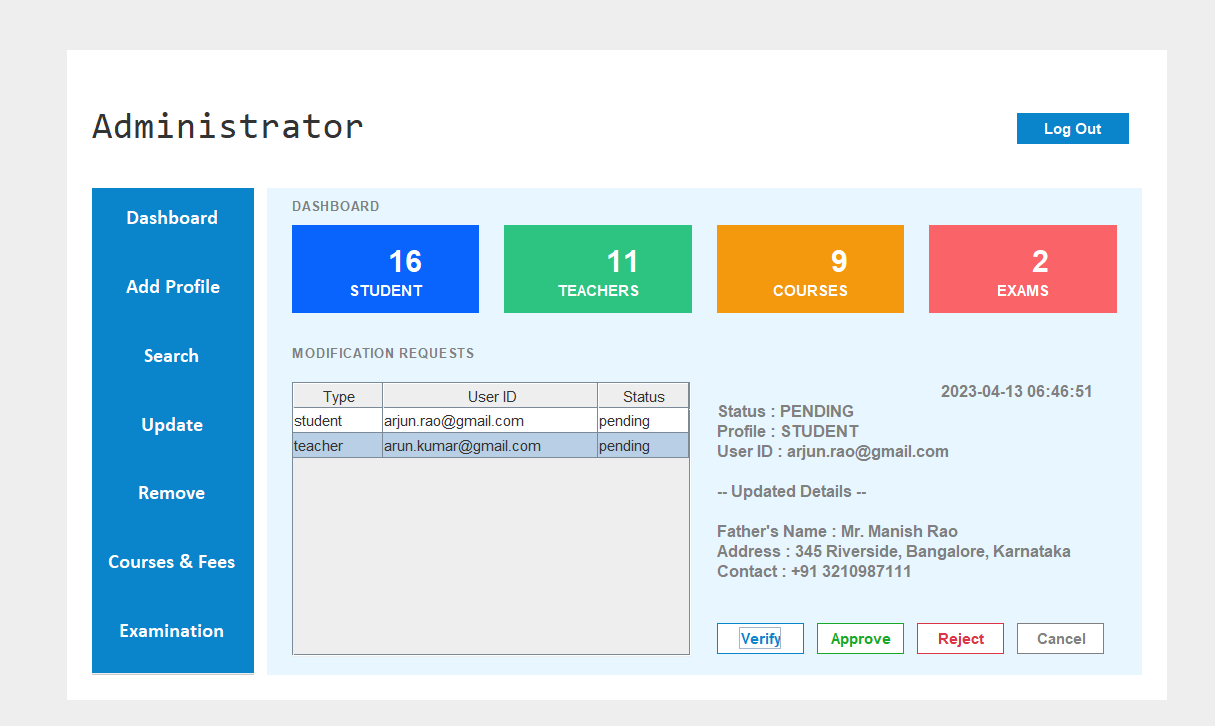 Administrator
Log Out
Dashboard
Add Profile
Search
Update
Remove
Courses & Fees
Examination
DASHBOARD
16
STUDENT
11
TEACHERS
9
COURSES
2
EXAMS
MODIFICATION REQUESTS
Type User ID Status
student arjun.rao@gmail.com pending
teacher arun.kumar@gmail.com pending
2023-04-13 06:46:51
Status : PENDING
Profile : STUDENT
User ID : arjun.rao@gmail.com
-- Updated Details --
Father's Name : Mr. Manish Rao
Address : 345 Riverside, Bangalore, Karnataka
Contact : +91 3210987111
Verify Approve Reject Cancel